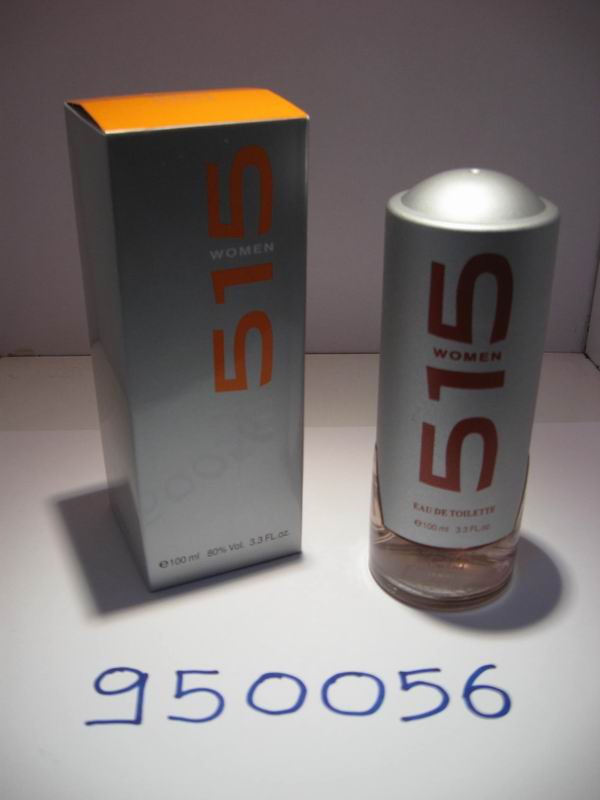 515
WOMEN
℮100 ml 80% Vol. 3.3 FL.oz.
515
WOMEN
EAU DE TOILETTE
℮100 ml 3.3 FL.oz.
950056